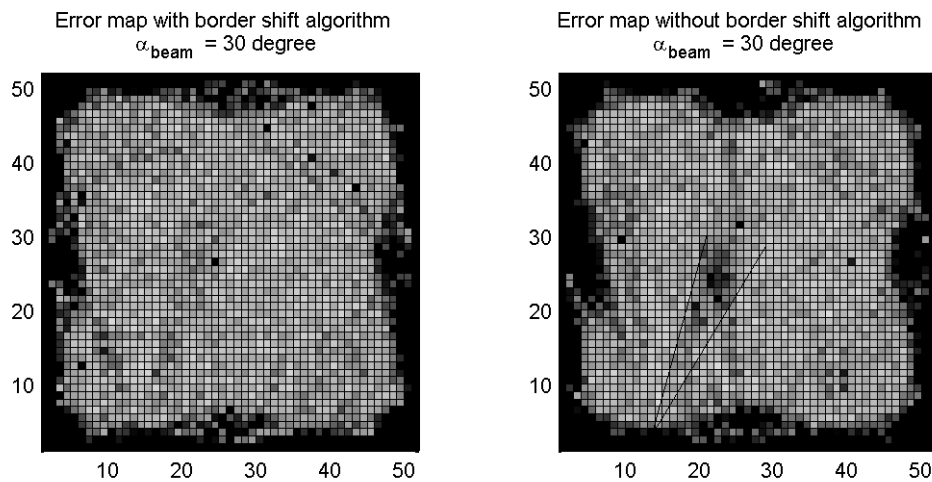 Error map with border shift algorithm
α_beam = 30 degree
50
40
30
20
10
10 20 30 40 50
Error map without border shift algorithm
α_beam = 30 degree
50
40
30
20
10
10 20 30 40 50